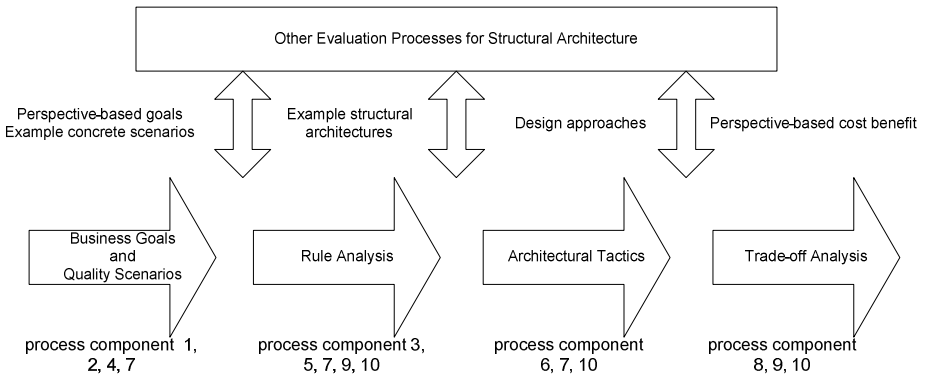 Other Evaluation Processes for Structural Architecture
Perspective-based goals
Example concrete scenarios
Example structural
architectures
Design approaches
Perspective-based cost benefit
Business Goals
and
Quality Scenarios
Rule Analysis
Architectural Tactics
Trade-off Analysis
process component 1,
2, 4, 7
process component 3,
5, 7, 9, 10
process component
6, 7, 10
process component
8, 9, 10